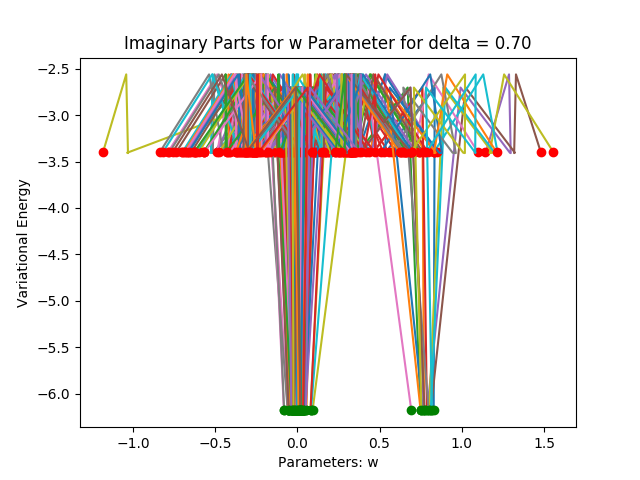 Imaginary Parts for w Parameter for delta = 0.70
−2.5
−3.0
−3.5
−4.0
−4.5
−5.0
−5.5
−6.0
Variational Energy
−1.0 −0.5 0.0 0.5 1.0 1.5
Parameters: w